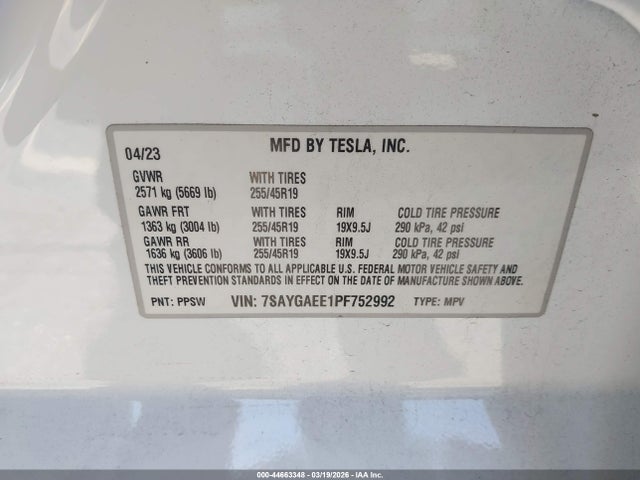 04/23 MFD BY TESLA, INC.
GVWR WITH TIRES
2571 kg (5669 lb) 255/45R19
GAWR FRT WITH TIRES RIM COLD TIRE PRESSURE
1363 kg (3004 lb) 255/45R19 19X9.5J 290 kPa, 42 psi
GAWR RR WITH TIRES RIM COLD TIRE PRESSURE
1636 kg (3606 lb) 255/45R19 19X9.5J 290 kPa, 42 psi
THIS VEHICLE CONFORMS TO ALL APPLICABLE U.S. FEDERAL MOTOR VEHICLE SAFETY AND
THEFT PREVENTION STANDARDS IN EFFECT ON THE DATE OF MANUFACTURE SHOWN ABOVE.
PNT: PPSW VIN: 7SAYGAEE1PF752992 TYPE: MPV
000-44663348 - 03/19/2026 - IAA Inc.